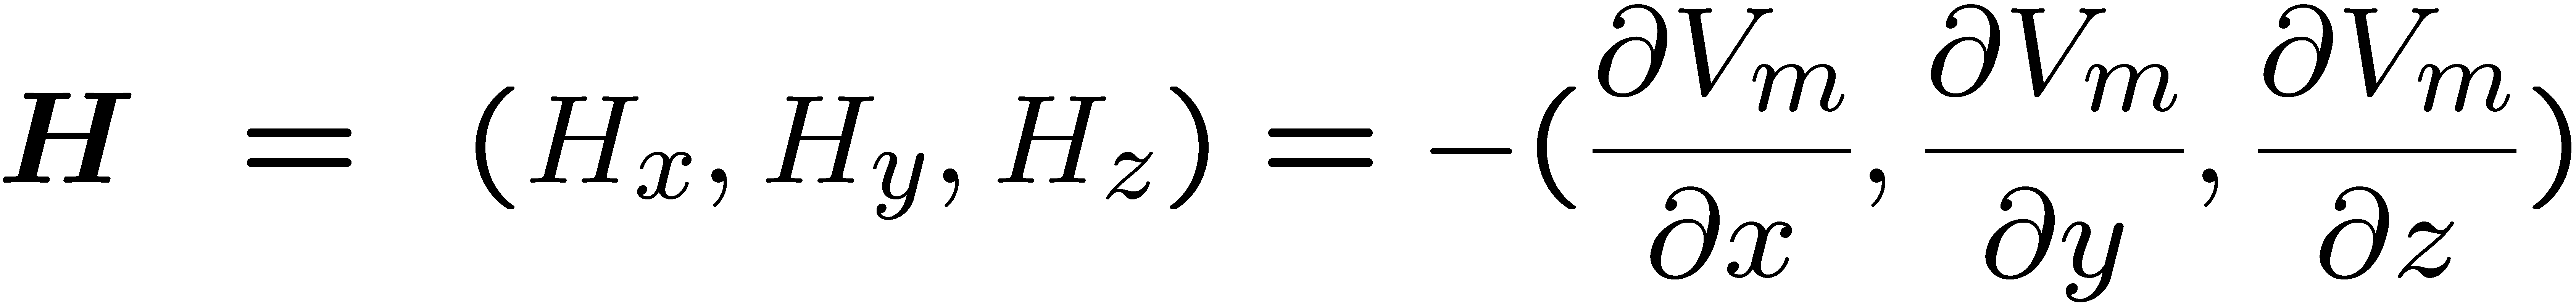 𝑯 = (H_x, H_y, H_z) = −(∂V_m/∂x, ∂V_m/∂y, ∂V_m/∂z)